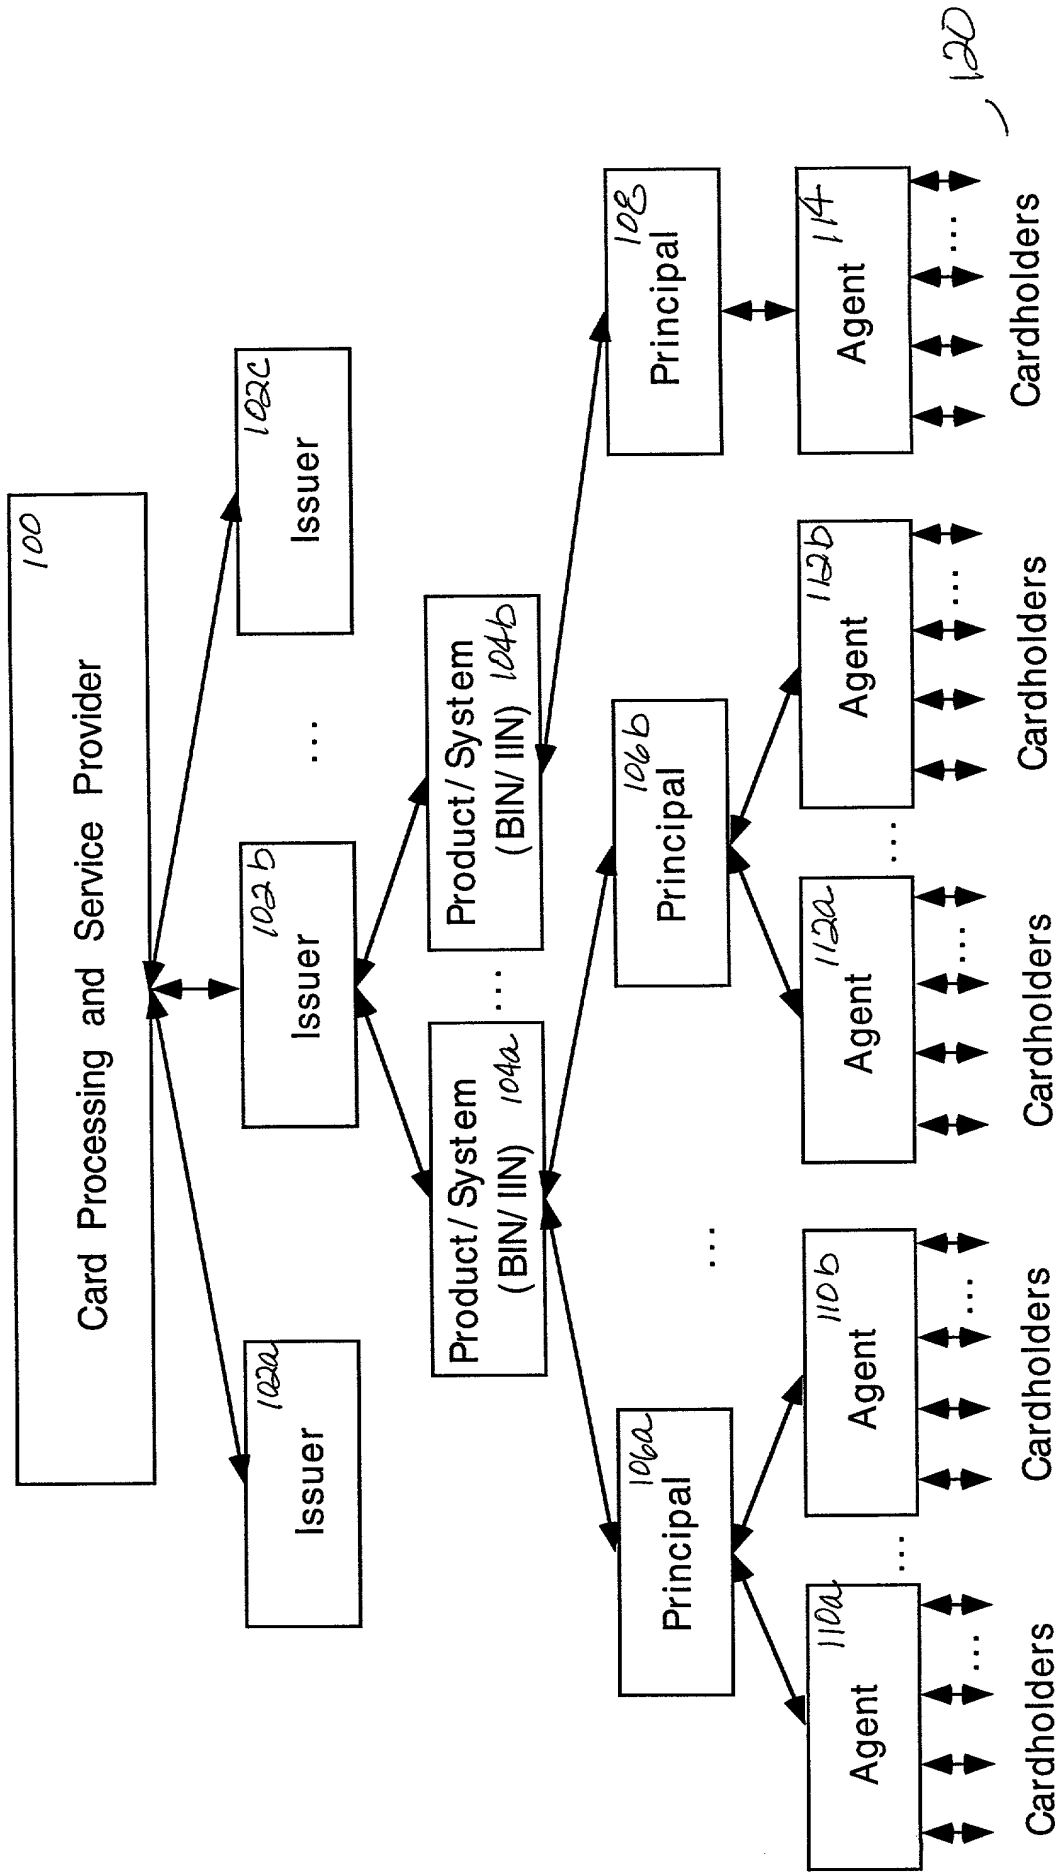 100
Card Processing and Service Provider
102a
Issuer
102b
Issuer
...
102c
Issuer
Product/System
(BIN/IIN) 104a
...
Product/System
(BIN/IIN) 104b
106a
Principal
...
106b
Principal
108
Principal
110a
Agent
...
110b
Agent
112a
Agent
...
112b
Agent
114
Agent
...
...
...
...
...
Cardholders
Cardholders
Cardholders
Cardholders
Cardholders
120